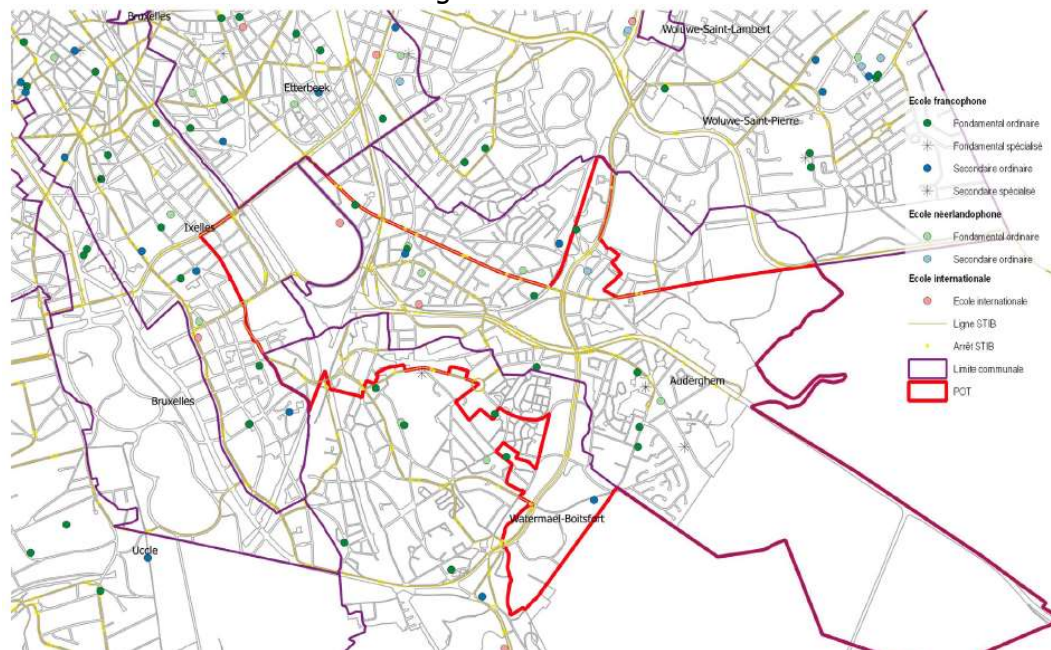 Bruxelles
Woluwe-Saint-Lambert
Etterbeek
Woluwe-Saint-Pierre
Ixelles
Bruxelles
Auderghem
Watermael-Boitsfort
Uccle
Ecole francophone
Fondamental ordinaire
Fondamental spécialisé
Secondaire ordinaire
Secondaire spécialisé
Ecole néerlandophone
Fondamental ordinaire
Secondaire ordinaire
Ecole internationale
Ecole internationale
Ligne STIB
Arrêt STIB
Limite communale
POT